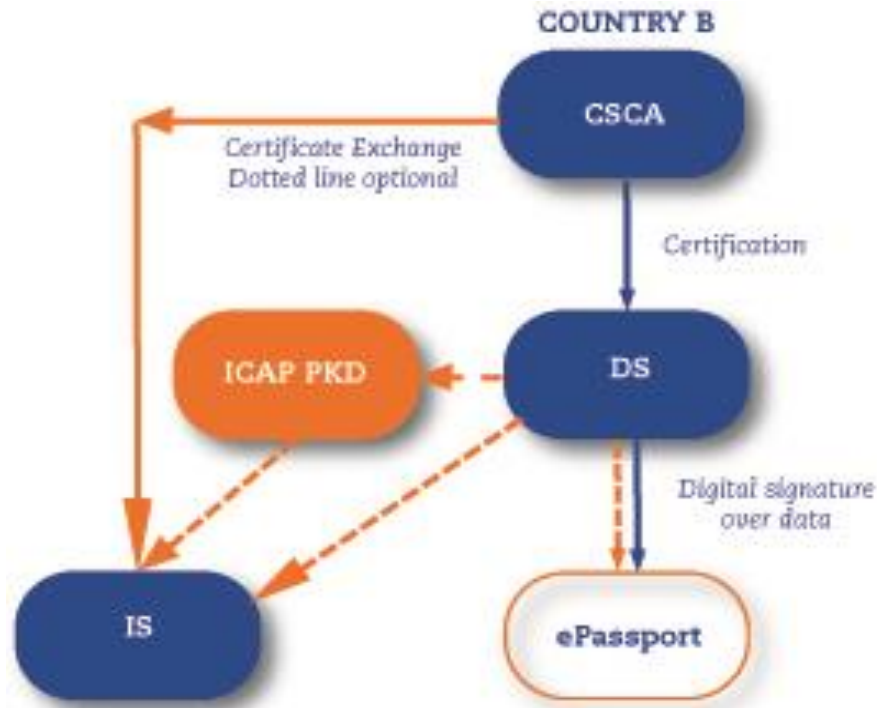 COUNTRY B
CSCA
Certificate Exchange
Dotted line optional
Certification
ICAP PKD
DS
Digital signature
over data
IS
ePassport